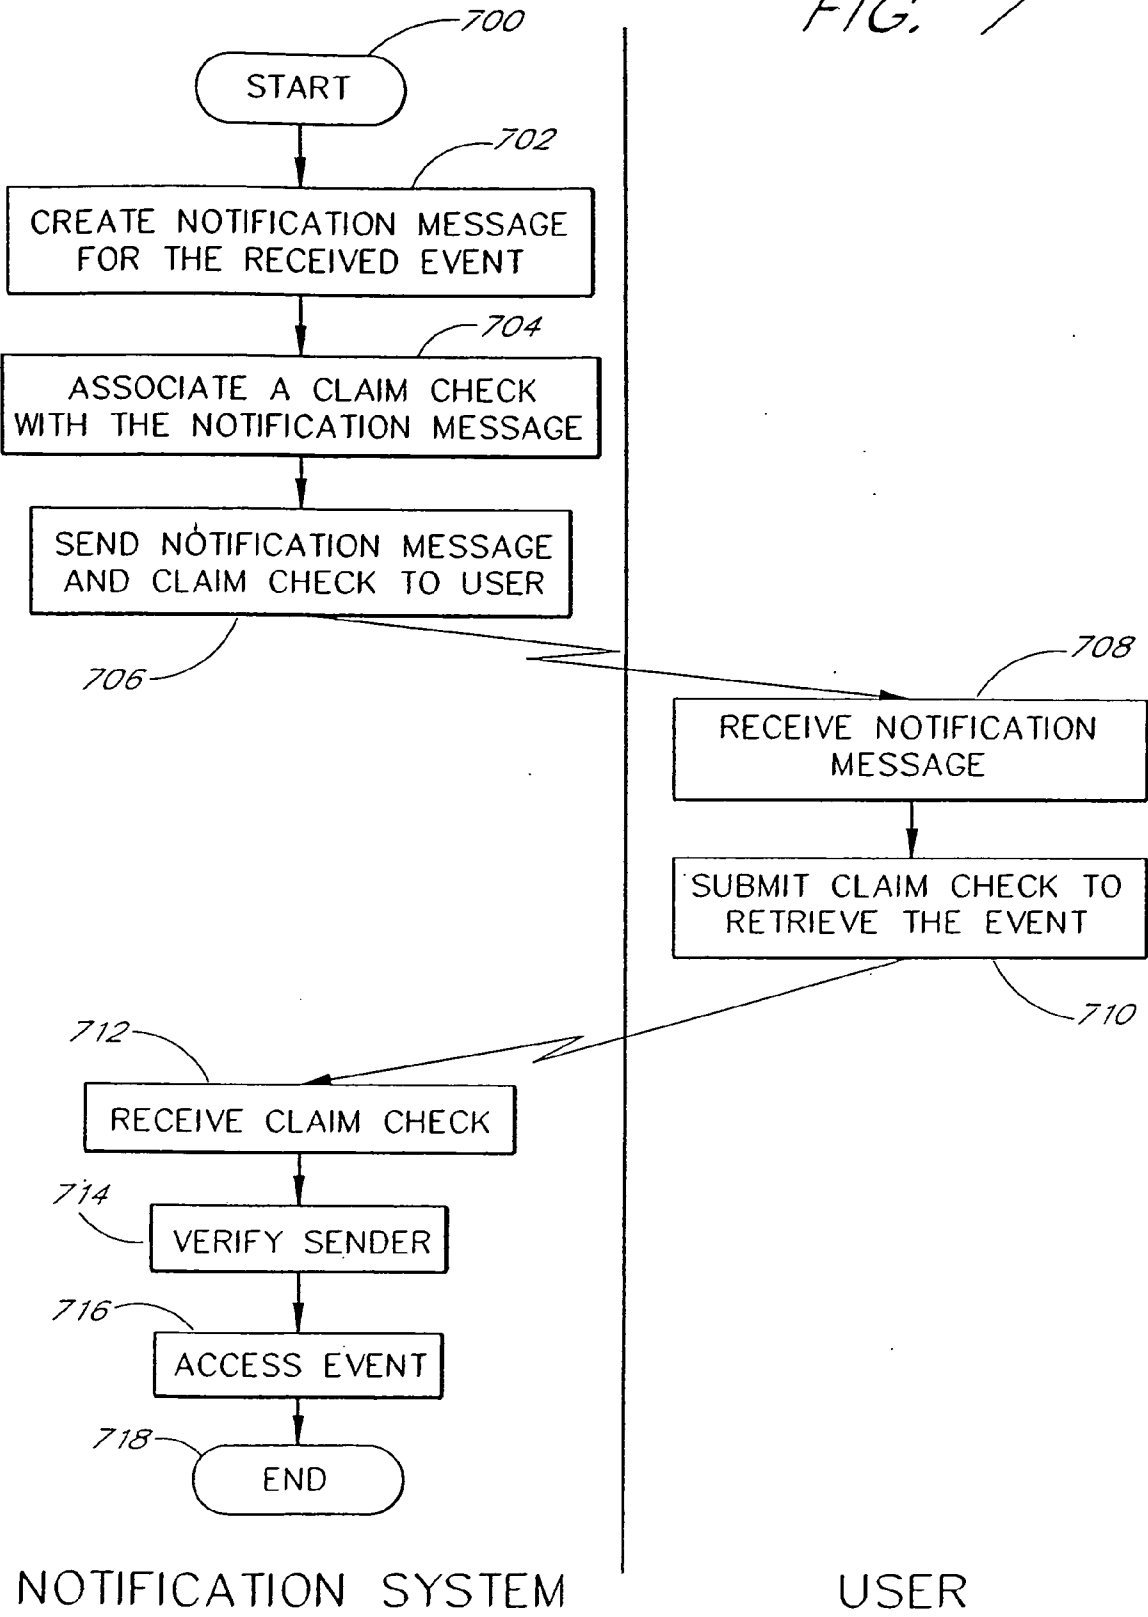 FIG. 7
700
START
702
CREATE NOTIFICATION MESSAGE
FOR THE RECEIVED EVENT
704
ASSOCIATE A CLAIM CHECK
WITH THE NOTIFICATION MESSAGE
SEND NOTIFICATION MESSAGE
AND CLAIM CHECK TO USER
706
708
RECEIVE NOTIFICATION
MESSAGE
SUBMIT CLAIM CHECK TO
RETRIEVE THE EVENT
710
712
RECEIVE CLAIM CHECK
714
VERIFY SENDER
716
ACCESS EVENT
718
END
NOTIFICATION SYSTEM
USER